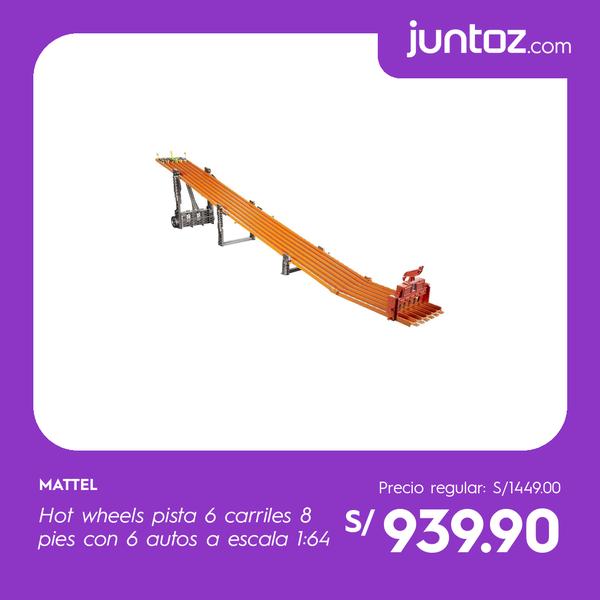 juntoz.com
MATTEL
Hot wheels pista 6 carriles 8
pies con 6 autos a escala 1:64
Precio regular: S/1449.00
S/ 939.90